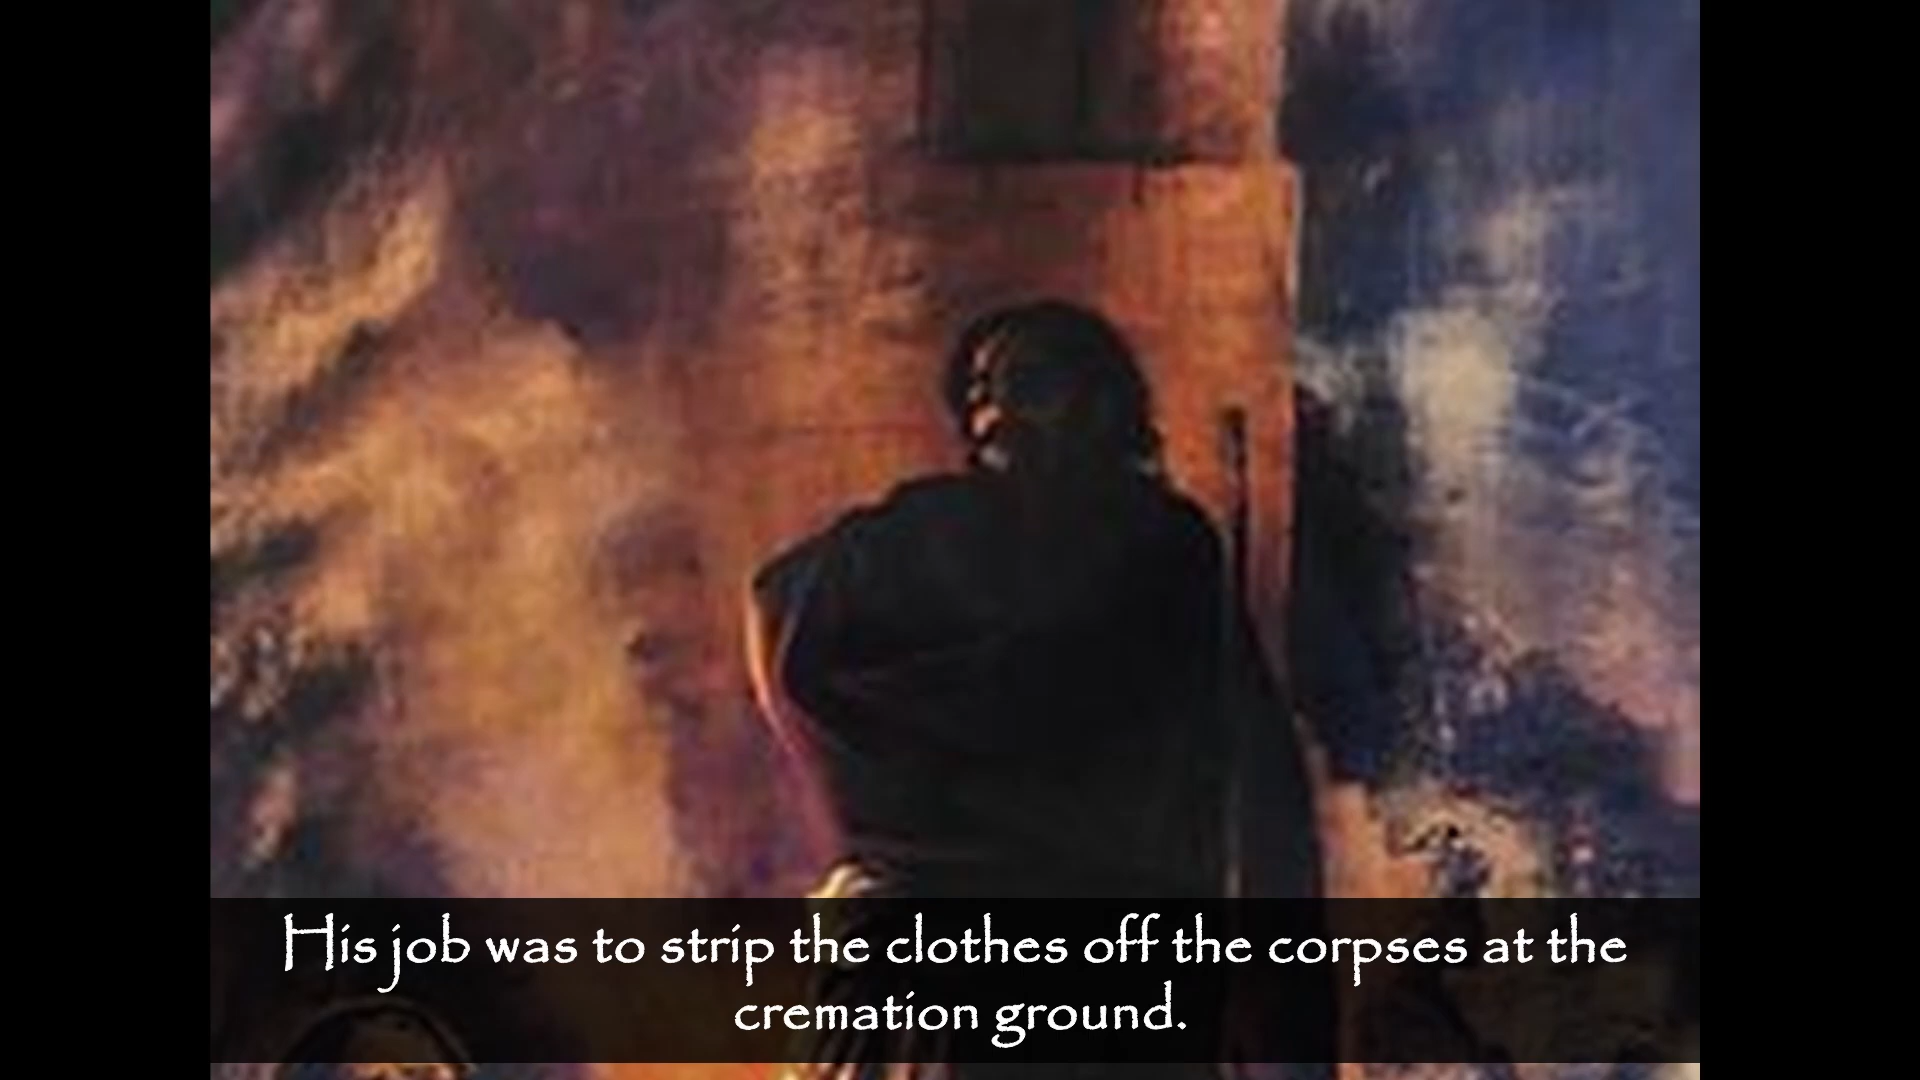 His job was to strip the clothes off the corpses at the
cremation ground.